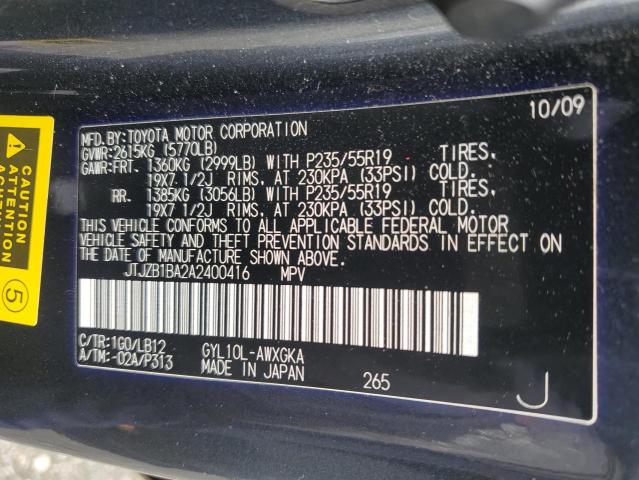 10/09
MFD.BY:TOYOTA MOTOR CORPORATION
GVWR:2615KG (5770LB)
GAWR:FRT. 1360KG (2999LB) WITH P235/55R19 TIRES,
19X7 1/2J RIMS, AT 230KPA (33PSI) COLD.
RR. 1385KG (3056LB) WITH P235/55R19 TIRES,
19X7 1/2J RIMS, AT 230KPA (33PSI) COLD.
THIS VEHICLE CONFORMS TO ALL APPLICABLE FEDERAL MOTOR
VEHICLE SAFETY AND THEFT PREVENTION STANDARDS IN EFFECT ON
THE DATE OF MANUFACTURE SHOWN ABOVE.
JTJZB1BA2A2400416 MPV
C/TR:1G0/LB12 GYL10L-AWXGKA
A/TM:-02A/P313 MADE IN JAPAN 265 J
CAUTION
ATTENTION
5